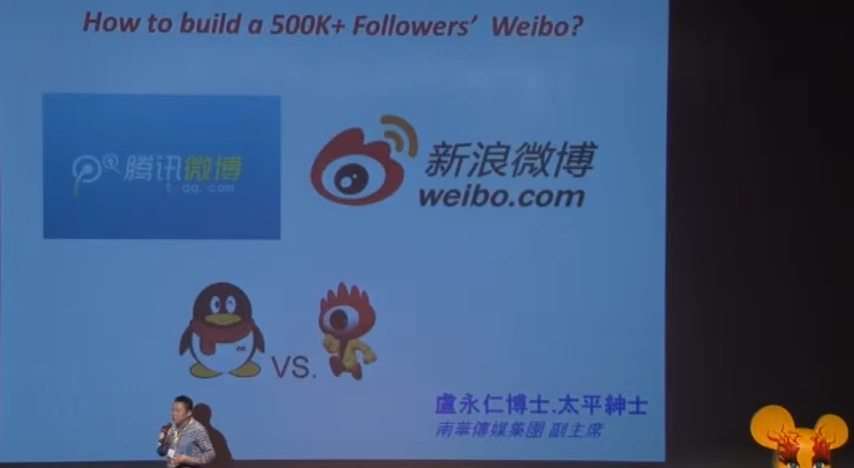 How to build a 500K+ Followers' Weibo?
腾讯微博
t.qq.com
新浪微博
weibo.com
VS.
盧永仁博士.太平紳士
南華傳媒集團 副主席